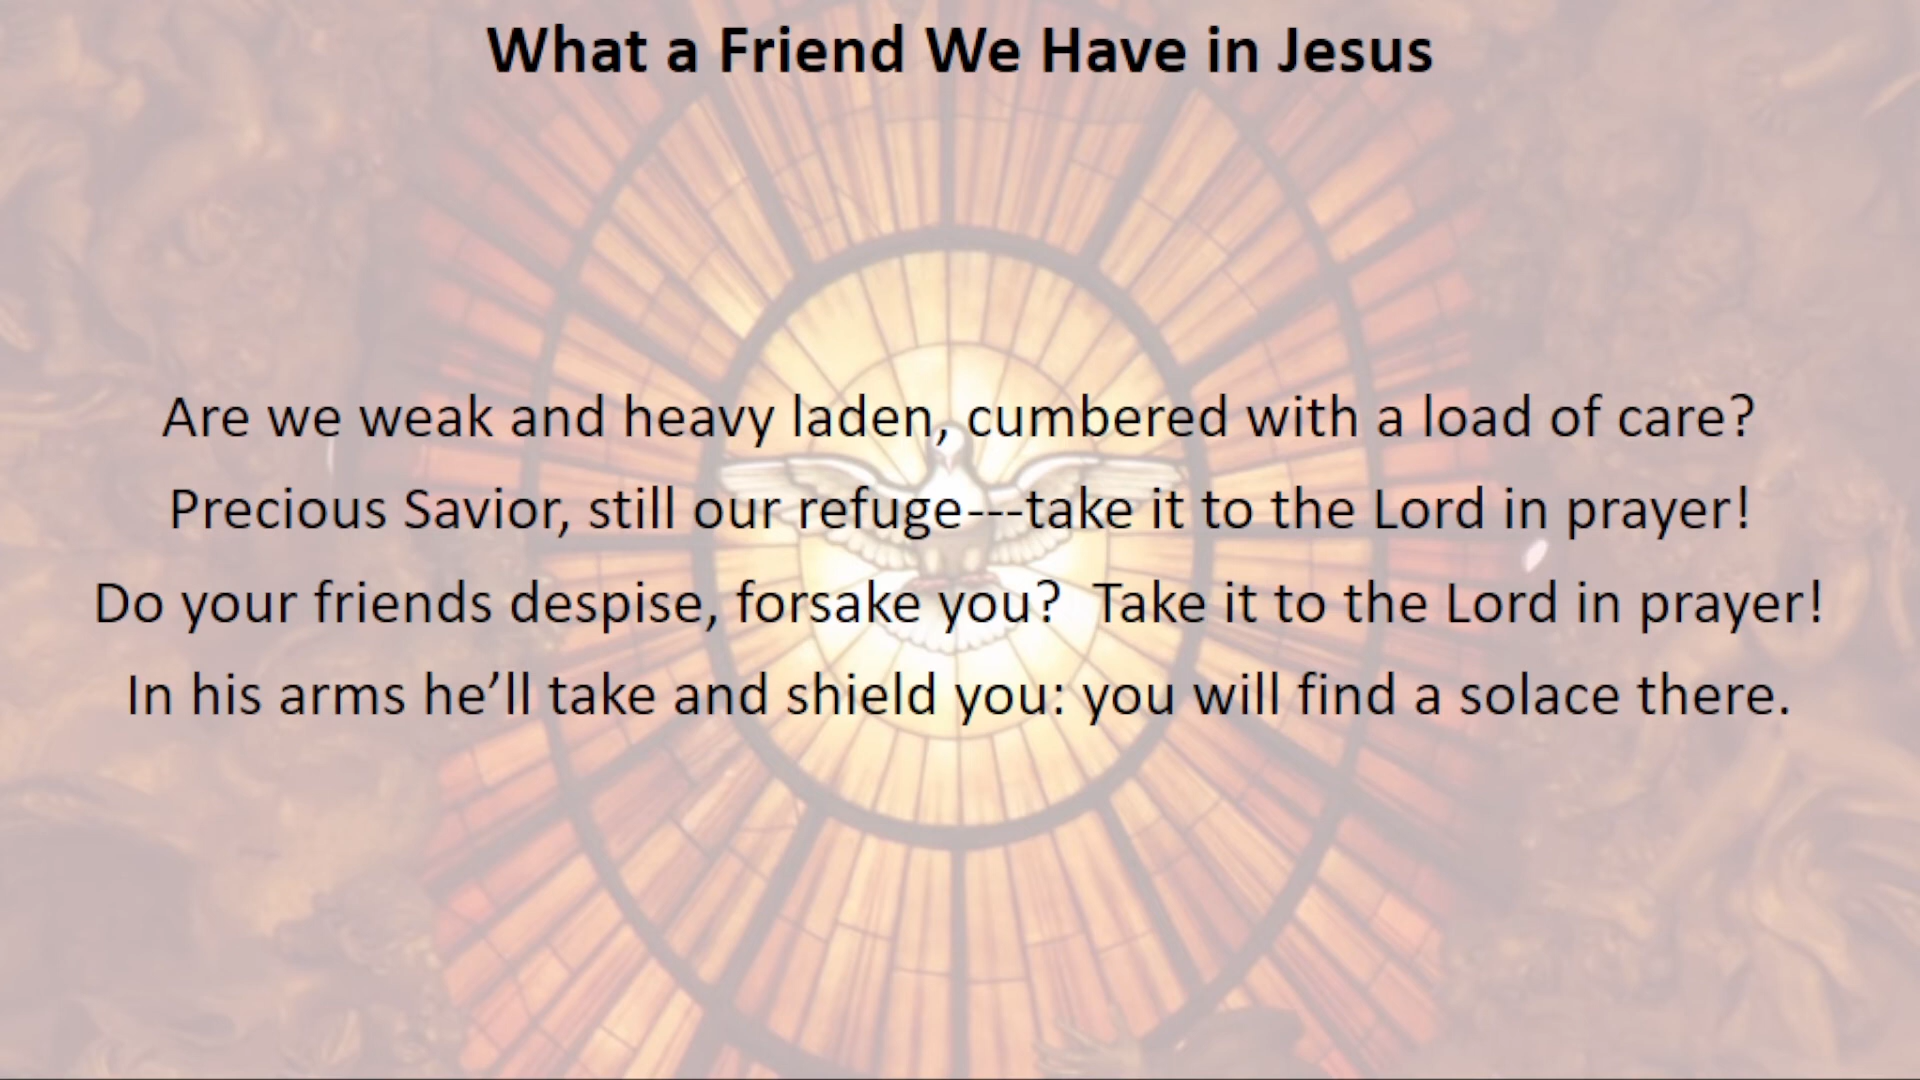 What a Friend We Have in Jesus
Are we weak and heavy laden, cumbered with a load of care?
Precious Savior, still our refuge---take it to the Lord in prayer!
Do your friends despise, forsake you?  Take it to the Lord in prayer!
In his arms he’ll take and shield you: you will find a solace there.